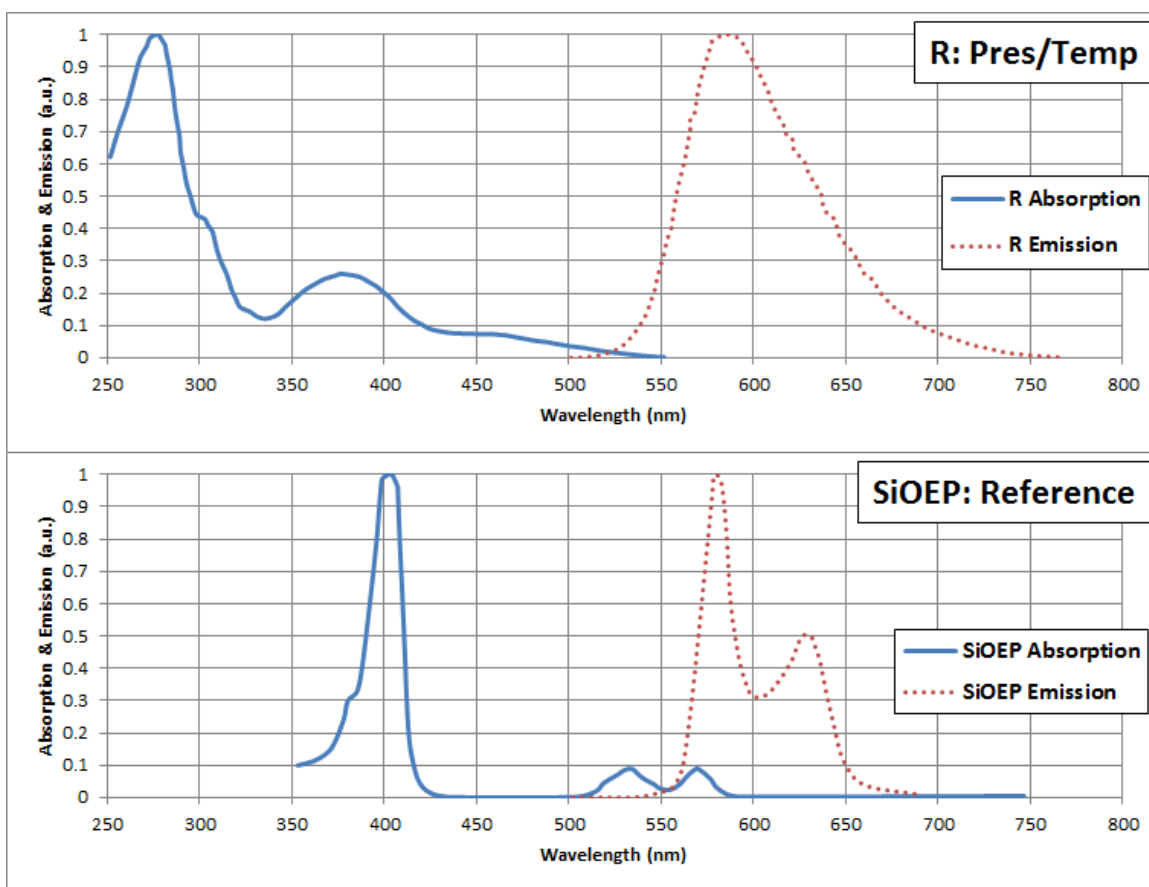 R: Pres/Temp
Absorption & Emission (a.u.)
1
0.9
0.8
0.7
0.6
0.5
0.4
0.3
0.2
0.1
0
R Absorption
R Emission
250 300 350 400 450 500 550 600 650 700 750 800
Wavelength (nm)
SiOEP: Reference
Absorption & Emission (a.u.)
1
0.9
0.8
0.7
0.6
0.5
0.4
0.3
0.2
0.1
0
SiOEP Absorption
SiOEP Emission
250 300 350 400 450 500 550 600 650 700 750 800
Wavelength (nm)